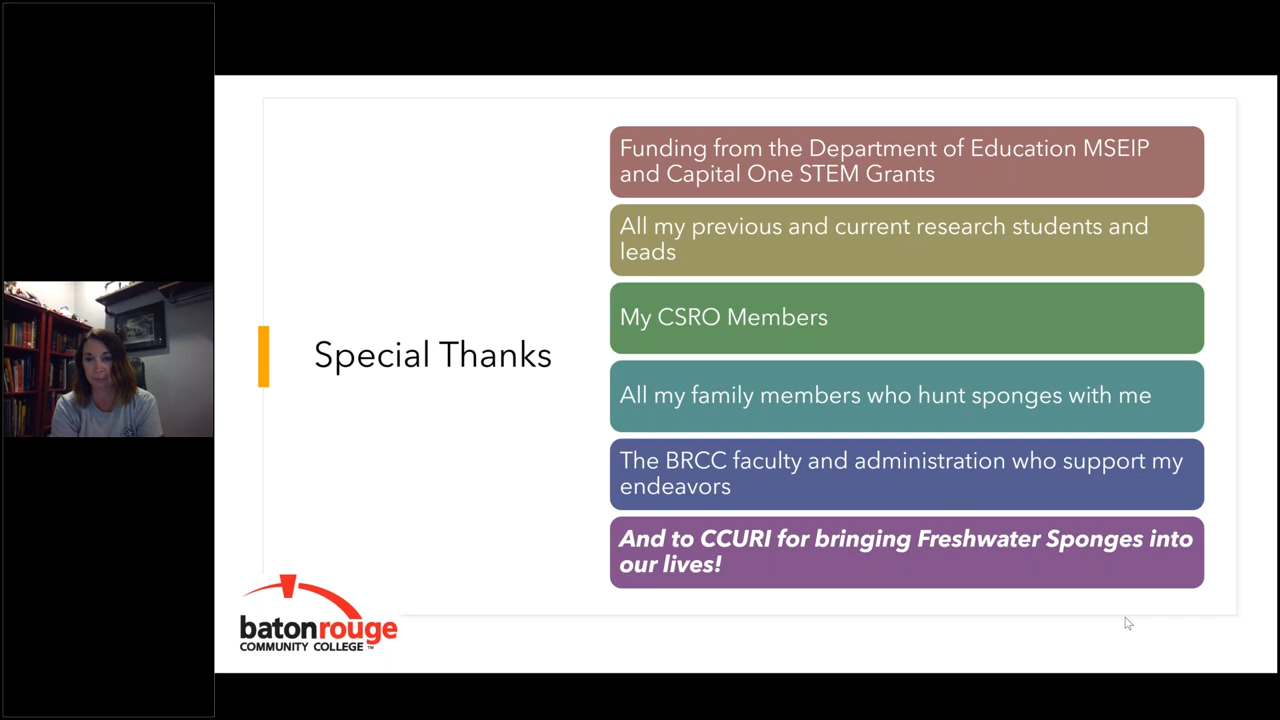 Funding from the Department of Education MSEIP
and Capital One STEM Grants
All my previous and current research students and
leads
My CSRO Members
Special Thanks
All my family members who hunt sponges with me
The BRCC faculty and administration who support my
endeavors
And to CCURI for bringing Freshwater Sponges into
our lives!
batonrouge
COMMUNITY COLLEGE™